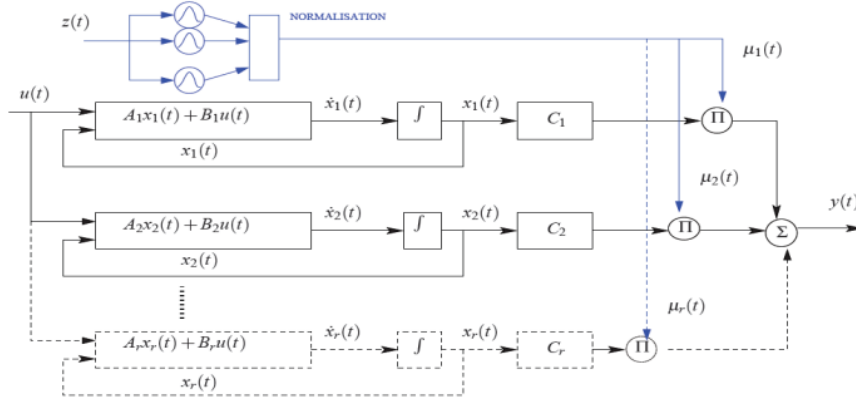 z(t)
NORMALISATION
μ₁(t)
u(t)
A₁x₁(t) + B₁u(t)
ẋ₁(t)
∫
x₁(t)
C₁
Π
x₁(t)
μ₂(t)
A₂x₂(t) + B₂u(t)
ẋ₂(t)
∫
x₂(t)
C₂
Π
Σ
y(t)
x₂(t)
μᵣ(t)
Aᵣxᵣ(t) + Bᵣu(t)
ẋᵣ(t)
∫
xᵣ(t)
Cᵣ
Π
xᵣ(t)